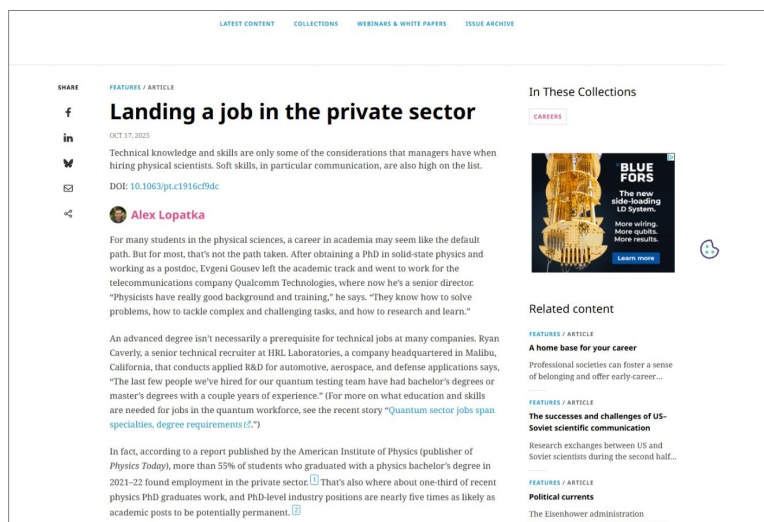 LATEST CONTENT COLLECTIONS WEBINARS & WHITE PAPERS ISSUE ARCHIVE
SHARE
FEATURES / ARTICLE
Landing a job in the private sector
OCT 17, 2025
Technical knowledge and skills are only some of the considerations that managers have when
hiring physical scientists. Soft skills, in particular communication, are also high on the list.
DOI: 10.1063/pt.c1916cf9dc
Alex Lopatka
For many students in the physical sciences, a career in academia may seem like the default
path. But for most, that’s not the path taken. After obtaining a PhD in solid-state physics and
working as a postdoc, Evgeni Gousev left the academic track and went to work for the
telecommunications company Qualcomm Technologies, where now he’s a senior director.
“Physicists have really good background and training,” he says. “They know how to solve
problems, how to tackle complex and challenging tasks, and how to research and learn.”
An advanced degree isn’t necessarily a prerequisite for technical jobs at many companies. Ryan
Caverly, a senior technical recruiter at HRL Laboratories, a company headquartered in Malibu,
California, that conducts applied R&D for automotive, aerospace, and defense applications says,
“The last few people we’ve hired for our quantum testing team have had bachelor’s degrees or
master’s degrees with a couple years of experience.” (For more on what education and skills
are needed for jobs in the quantum workforce, see the recent story “Quantum sector jobs span
specialties, degree requirements.”)
In fact, according to a report published by the American Institute of Physics (publisher of
Physics Today), more than 55% of students who graduated with a physics bachelor’s degree in
2021–22 found employment in the private sector. 1 That’s also where about one-third of recent
physics PhD graduates work, and PhD-level industry positions are nearly five times as likely as
academic posts to be potentially permanent. 2
In These Collections
CAREERS
BLUE
FORS
The new
side-loading
LD System.
More wiring.
More qubits.
More results.
Learn more
Related content
FEATURES / ARTICLE
A home base for your career
Professional societies can foster a sense
of belonging and offer early-career...
FEATURES / ARTICLE
The successes and challenges of US–
Soviet scientific communication
Research exchanges between US and
Soviet scientists during the second half...
FEATURES / ARTICLE
Political currents
The Eisenhower administration